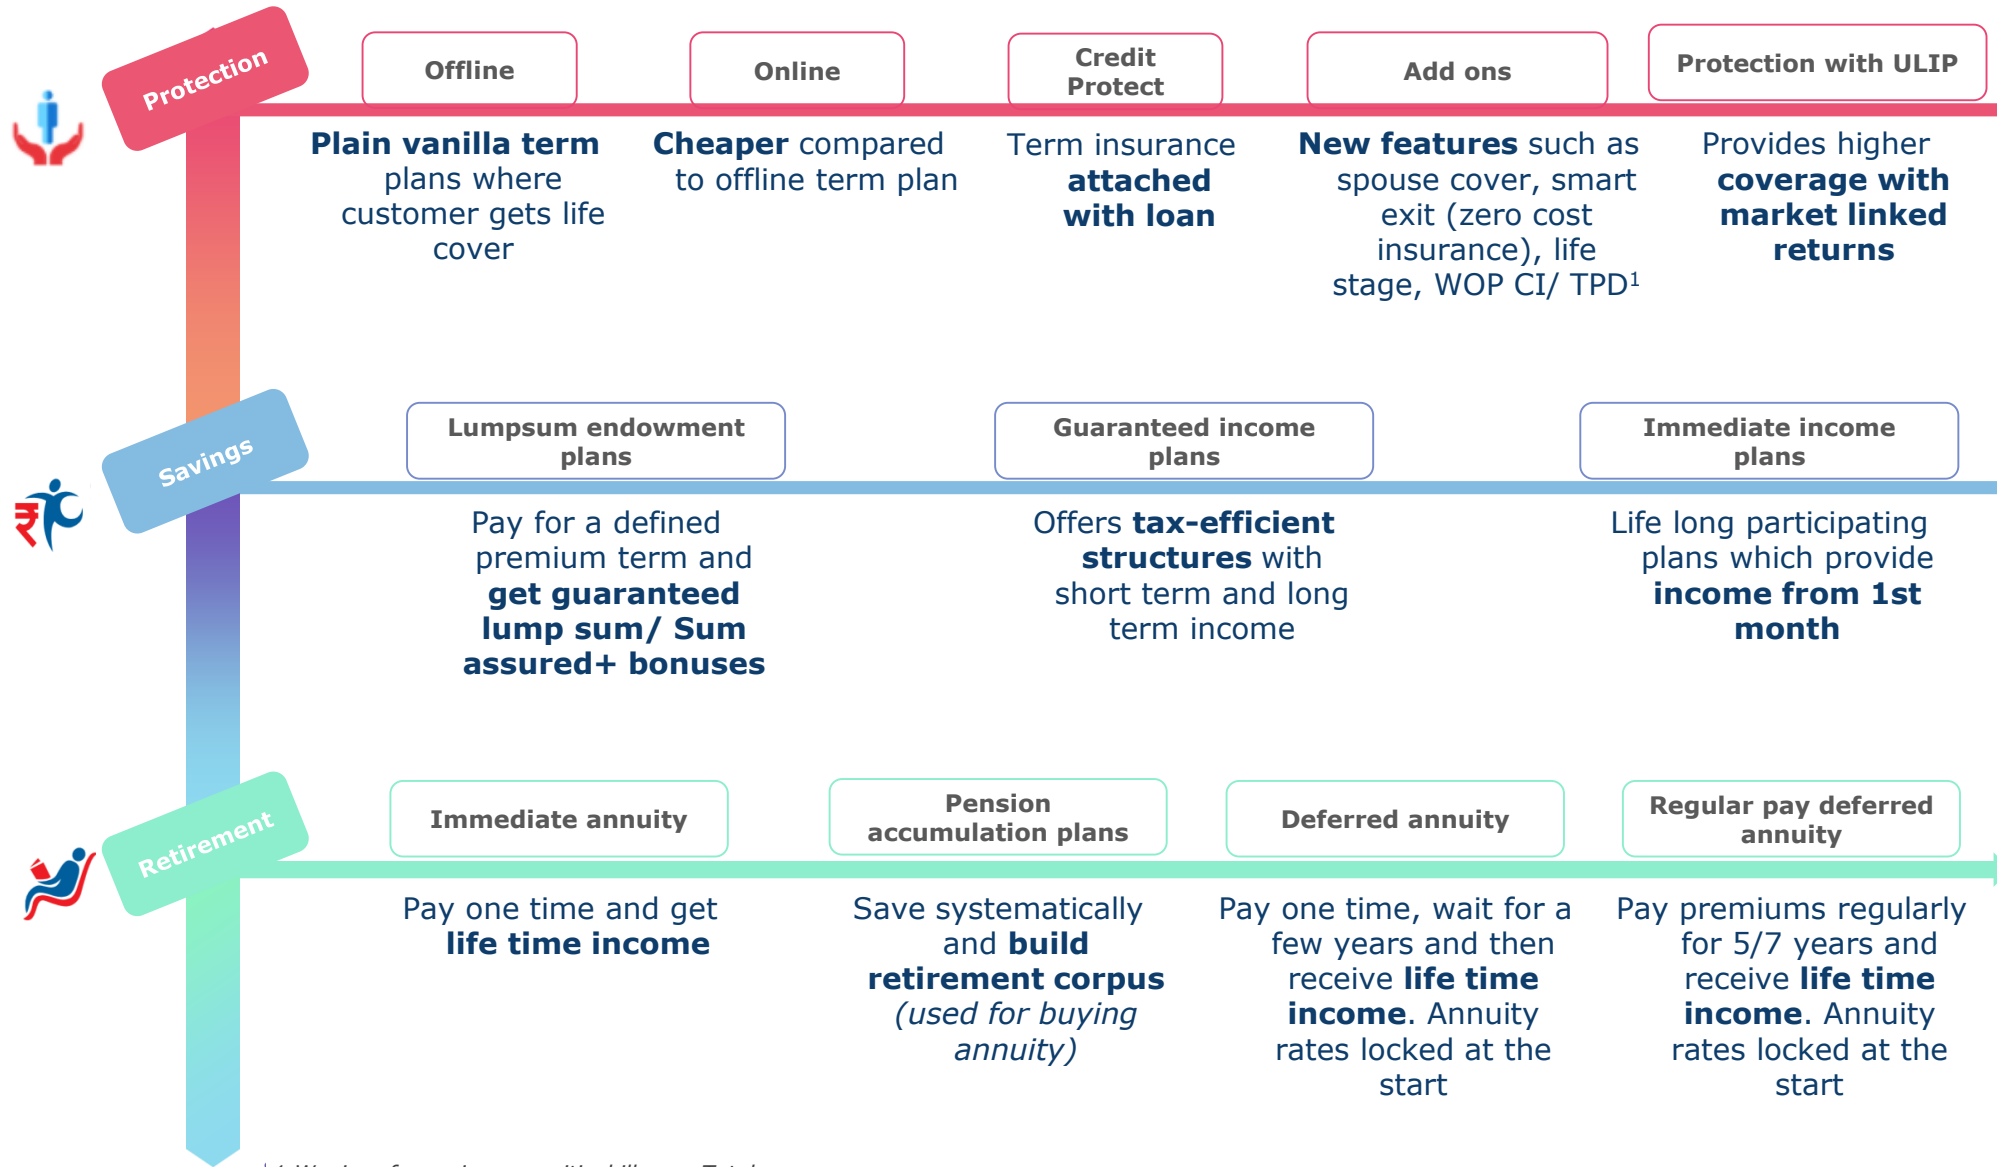 Protection
Offline
Online
Credit
Protect
Add ons
Protection with ULIP
Plain vanilla term
plans where
customer gets life
cover
Cheaper compared
to offline term plan
Term insurance
attached
with loan
New features such as
spouse cover, smart
exit (zero cost
insurance), life
stage, WOP CI/ TPD¹
Provides higher
coverage with
market linked
returns
Savings
Lumpsum endowment
plans
Guaranteed income
plans
Immediate income
plans
Pay for a defined
premium term and
get guaranteed
lump sum/ Sum
assured+ bonuses
Offers tax-efficient
structures with
short term and long
term income
Life long participating
plans which provide
income from 1st
month
Retirement
Immediate annuity
Pension
accumulation plans
Deferred annuity
Regular pay deferred
annuity
Pay one time and get
life time income
Save systematically
and build
retirement corpus
(used for buying
annuity)
Pay one time, wait for a
few years and then
receive life time
income. Annuity
rates locked at the
start
Pay premiums regularly
for 5/7 years and
receive life time
income. Annuity
rates locked at the
start